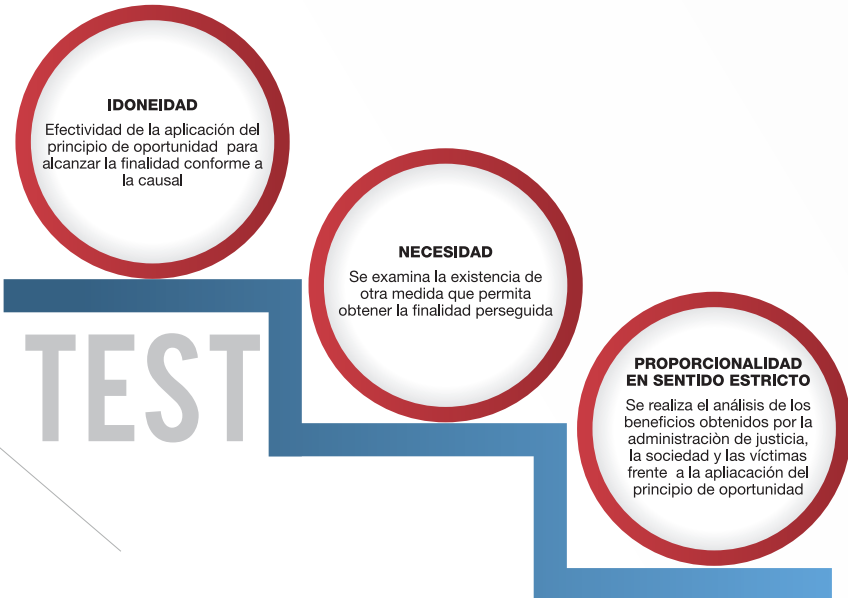 IDONEIDAD
Efectividad de la aplicación del
principio de oportunidad para
alcanzar la finalidad conforme a
la causal
NECESIDAD
Se examina la existencia de
otra medida que permita
obtener la finalidad perseguida
TEST
PROPORCIONALIDAD
EN SENTIDO ESTRICTO
Se realiza el análisis de los
beneficios obtenidos por la
administraciòn de justicia,
la sociedad y las víctimas
frente a la apliacación del
principio de oportunidad